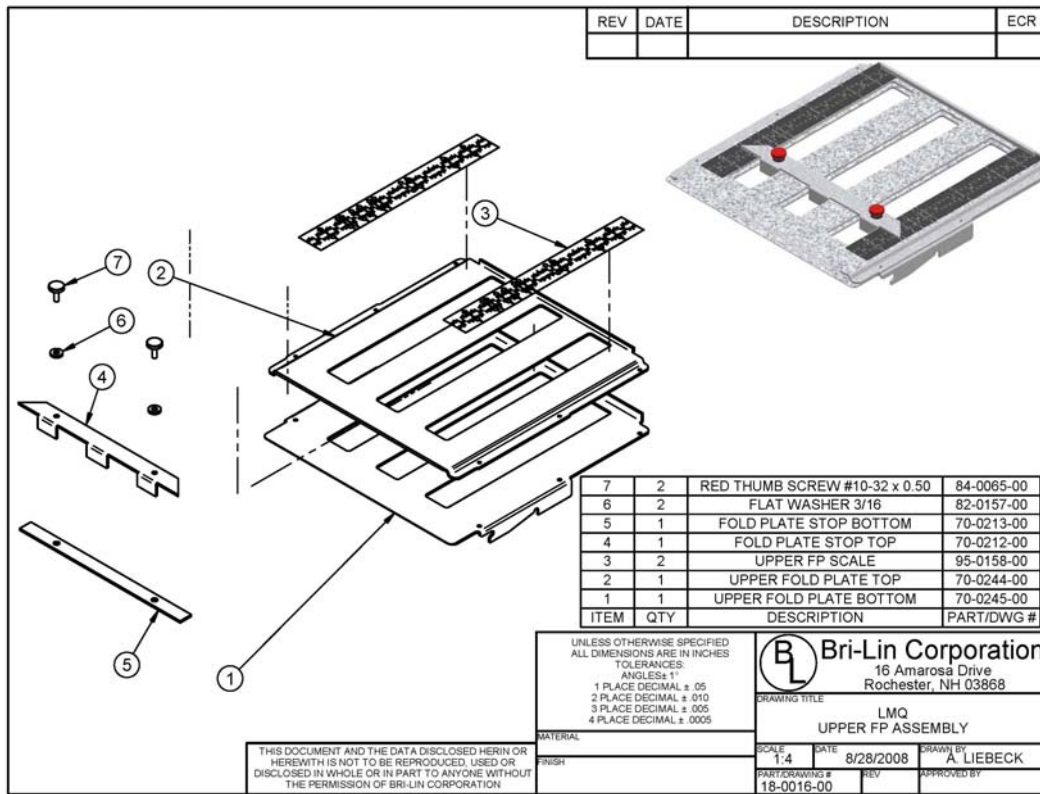 REV DATE DESCRIPTION ECR
3
2
7
6
4
5
1
7 2 RED THUMB SCREW #10-32 x 0.50 84-0065-00
6 2 FLAT WASHER 3/16 82-0157-00
5 1 FOLD PLATE STOP BOTTOM 70-0213-00
4 1 FOLD PLATE STOP TOP 70-0212-00
3 2 UPPER FP SCALE 95-0158-00
2 1 UPPER FOLD PLATE TOP 70-0244-00
1 1 UPPER FOLD PLATE BOTTOM 70-0245-00
ITEM QTY DESCRIPTION PART/DWG #
UNLESS OTHERWISE SPECIFIED
ALL DIMENSIONS ARE IN INCHES
TOLERANCES:
ANGLES± 1°
1 PLACE DECIMAL ± .05
2 PLACE DECIMAL ± .010
3 PLACE DECIMAL ± .005
4 PLACE DECIMAL ± .0005
MATERIAL
FINISH
BL
Bri-Lin Corporation
16 Amarosa Drive
Rochester, NH 03868
DRAWING TITLE
LMQ
UPPER FP ASSEMBLY
SCALE DATE DRAWN BY
1:4 8/28/2008 A. LIEBECK
PART/DRAWING # REV APPROVED BY
18-0016-00
THIS DOCUMENT AND THE DATA DISCLOSED HERIN OR
HEREWITH IS NOT TO BE REPRODUCED, USED OR
DISCLOSED IN WHOLE OR IN PART TO ANYONE WITHOUT
THE PERMISSION OF BRI-LIN CORPORATION